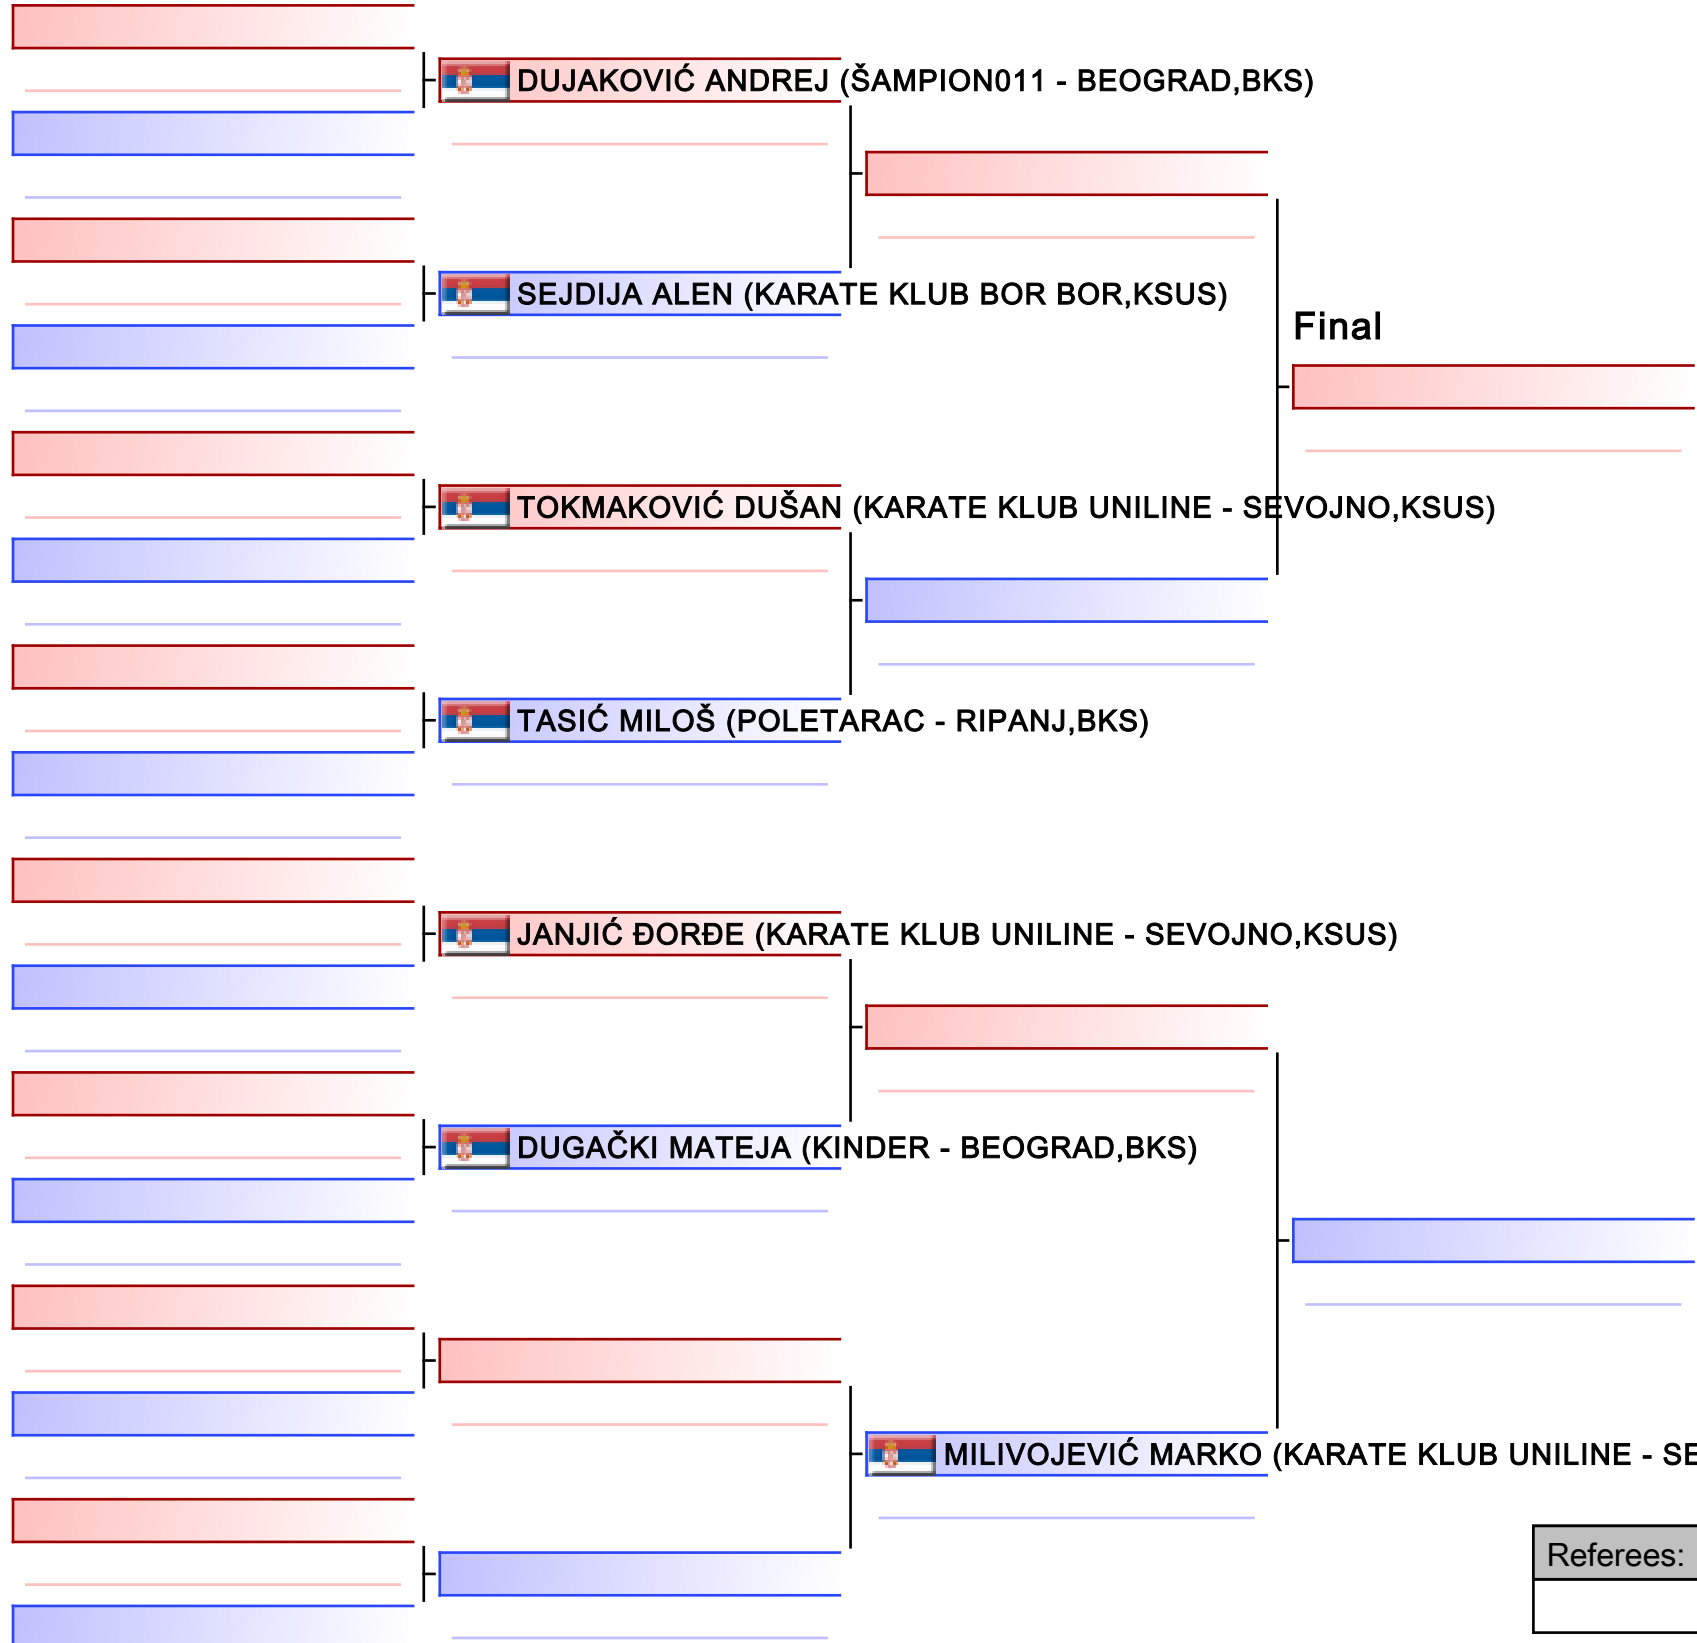 DUJAKOVIĆ ANDREJ (ŠAMPION011 - BEOGRAD,BKS)
SEJDIJA ALEN (KARATE KLUB BOR BOR,KSUS)
Final
TOKMAKOVIĆ DUŠAN (KARATE KLUB UNILINE - SEVOJNO,KSUS)
TASIĆ MILOŠ (POLETARAC - RIPANJ,BKS)
JANJIĆ ĐORĐE (KARATE KLUB UNILINE - SEVOJNO,KSUS)
DUGAČKI MATEJA (KINDER - BEOGRAD,BKS)
MILIVOJEVIĆ MARKO (KARATE KLUB UNILINE - SE
Referees: